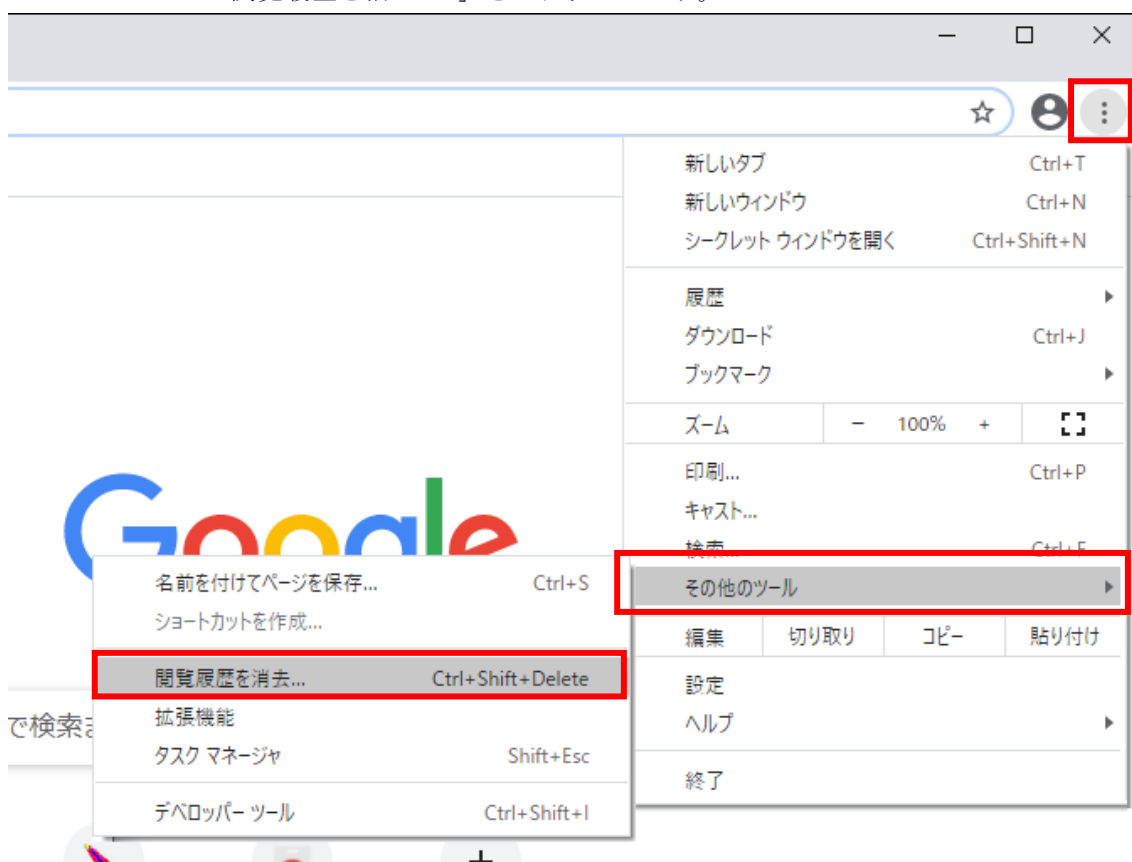 新しいタブ Ctrl+T
新しいウィンドウ Ctrl+N
シークレット ウィンドウを開く Ctrl+Shift+N
履歴
ダウンロード Ctrl+J
ブックマーク
ズーム － 100% +
印刷... Ctrl+P
キャスト...
検索... Ctrl+F
その他のツール
編集 切り取り コピー 貼り付け
設定
ヘルプ
終了
Google
名前を付けてページを保存... Ctrl+S
ショートカットを作成...
閲覧履歴を消去... Ctrl+Shift+Delete
拡張機能
タスク マネージャ Shift+Esc
デベロッパー ツール Ctrl+Shift+I
で検索